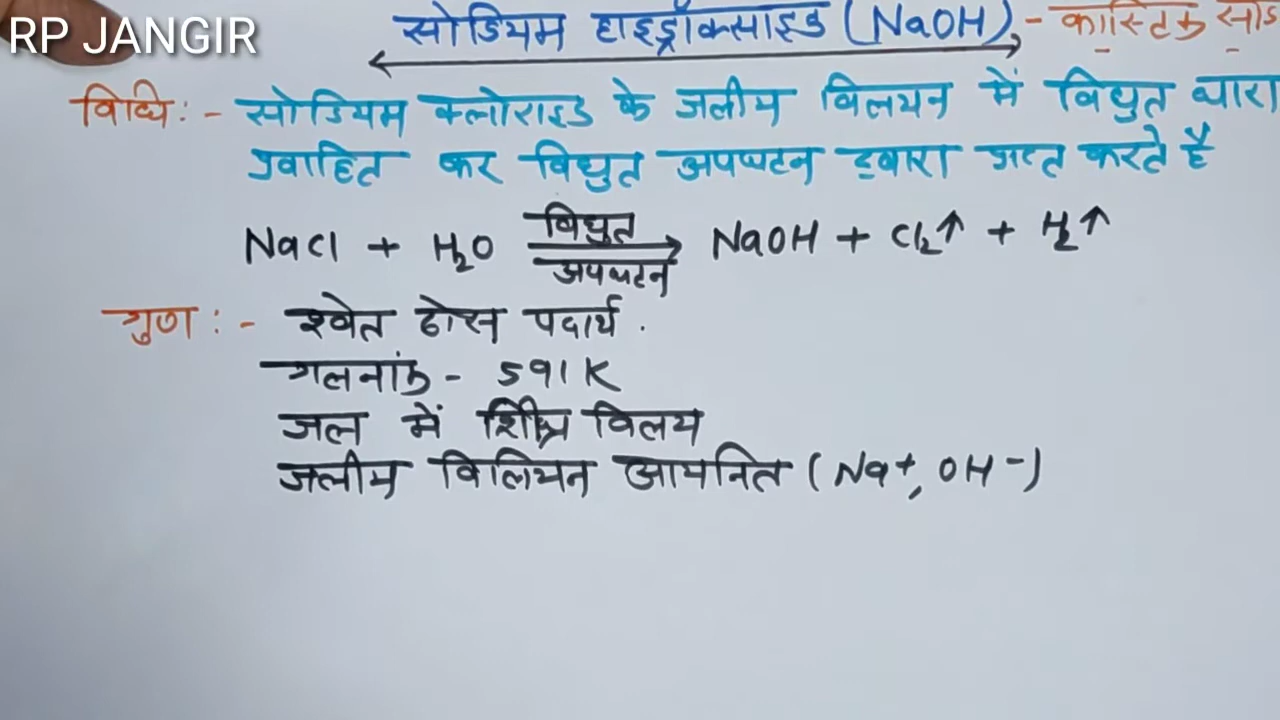 RP JANGIR
सोडियम हाइड्रॉक्साइड (NaOH) - कास्टिक सोड
विधि :- सोडियम क्लोराइड के जलीय विलयन में विधुत धारा
प्रवाहित कर विधुत अपघटन द्वारा प्राप्त करते है
NaCl + H₂O विधुत अपघटन → NaOH + Cl₂↑ + H₂↑
गुण :- श्वेत ठोस पदार्थ .
गलनांक - 591 K
जल में शीघ्र विलय
जलीय विलियन आयनित ( Na⁺, OH⁻ )